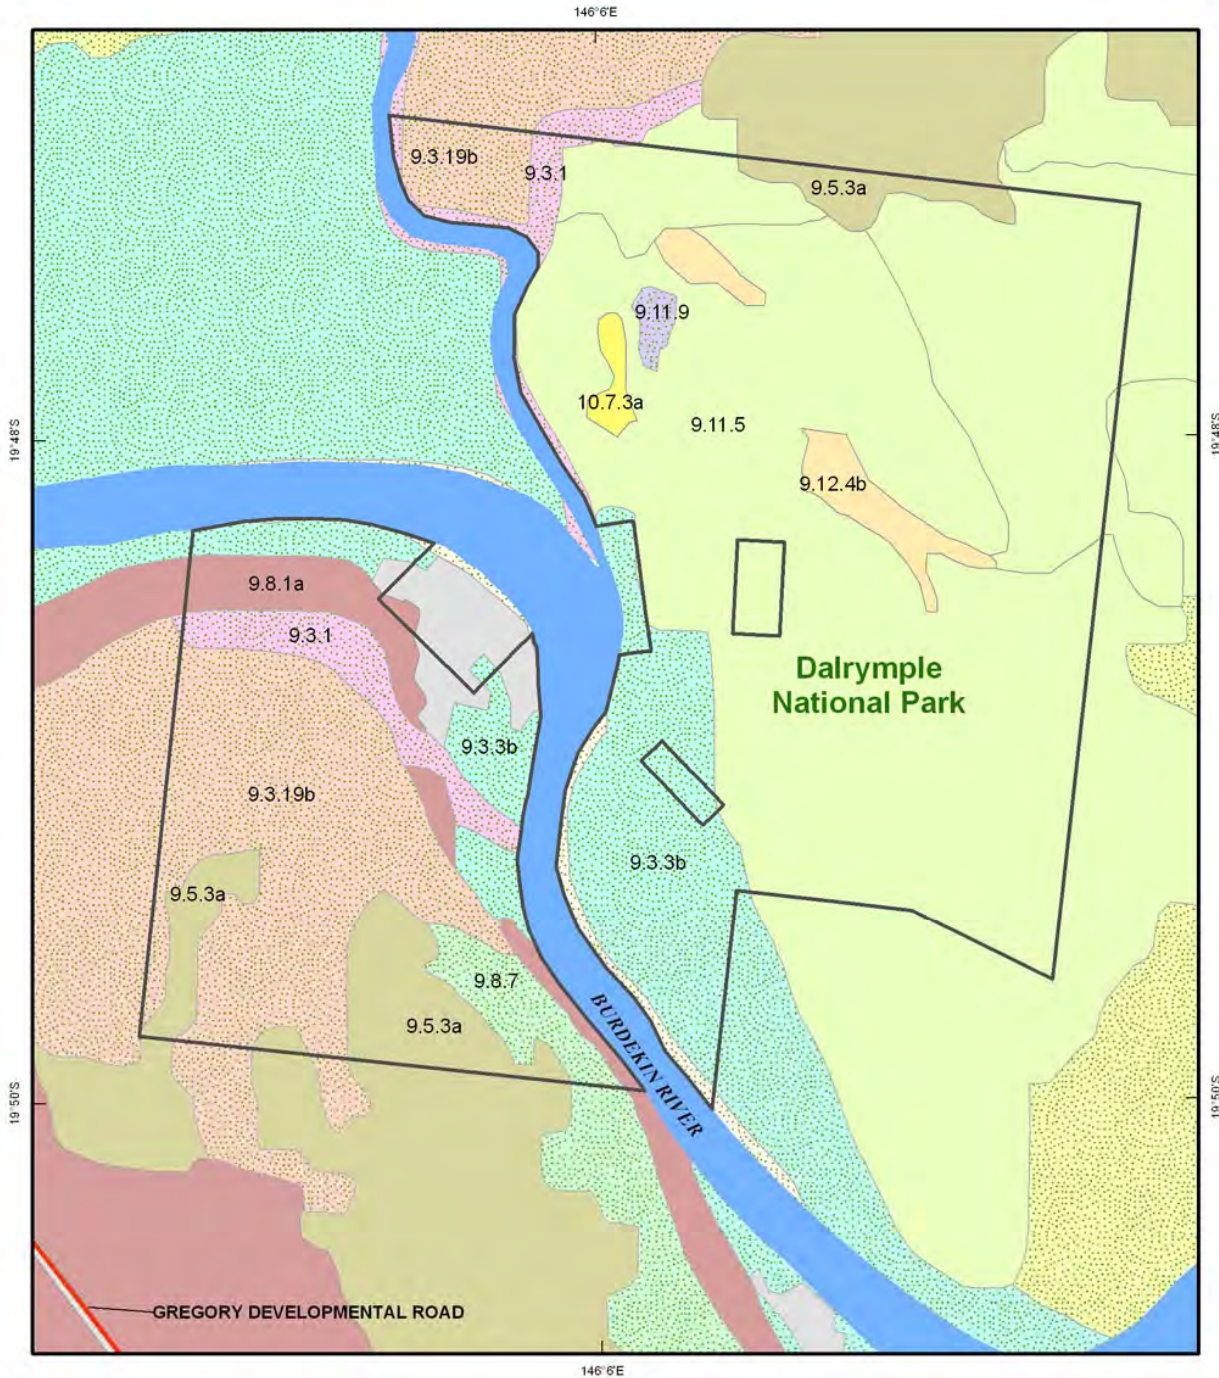 146°6'E
9.3.19b
9.3.1
9.5.3a
9.11.9
10.7.3a
9.11.5
19°48'S
19°48'S
9.12.4b
9.8.1a
9.3.1
Dalrymple
National Park
9.3.3b
9.3.19b
9.3.3b
9.5.3a
9.8.7
9.5.3a
BURDEKIN RIVER
19°50'S
19°50'S
GREGORY DEVELOPMENTAL ROAD
146°6'E